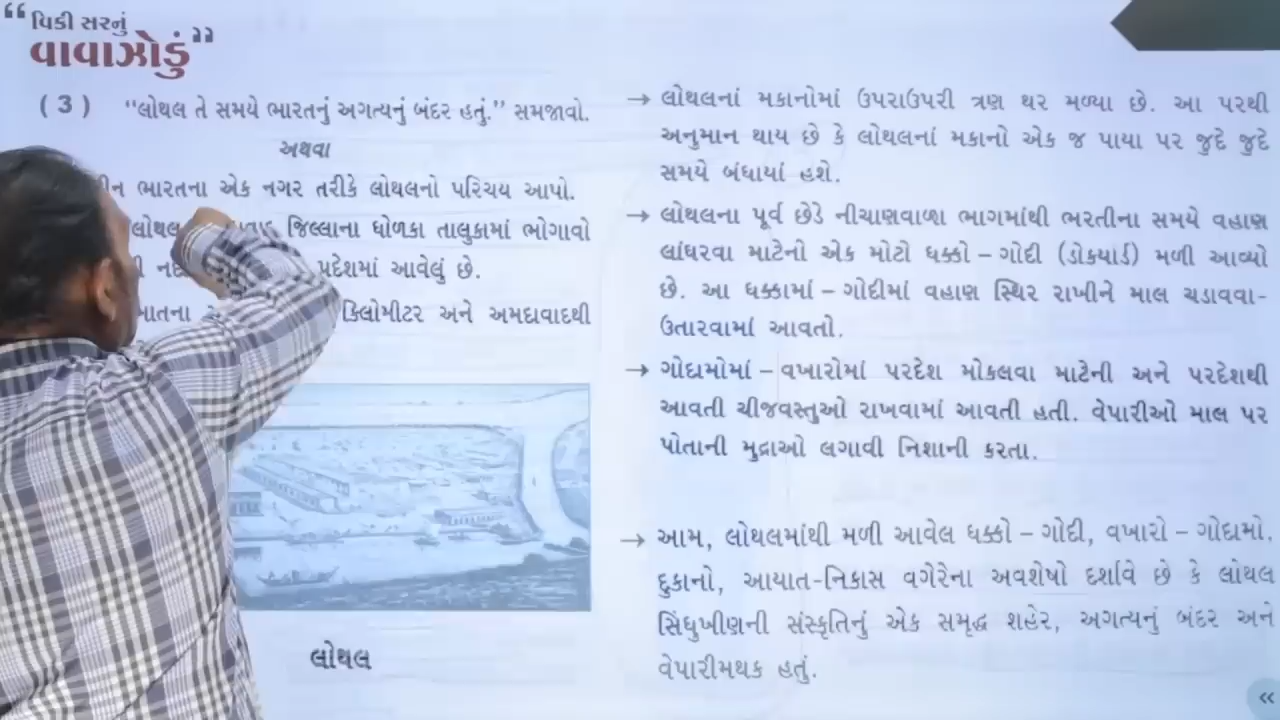 “ વિકી સરનું
વાવાઝોડું ”
( 3 ) “લોથલ તે સમયે ભારતનું અગત્યનું બંદર હતું.” સમજાવો.
અથવા
ભારતના એક નગર તરીકે લોથલનો પરિચય આપો.
લોથલ જિલ્લાના ધોળકા તાલુકામાં ભોગાવો
પ્રદેશમાં આવેલું છે.
કિલોમીટર અને અમદાવાદથી
લોથલ
→ લોથલનાં મકાનોમાં ઉપરાઉપરી ત્રણ થર મળ્યા છે. આ પરથી
અનુમાન થાય છે કે લોથલનાં મકાનો એક જ પાયા પર જુદે જુદે
સમયે બંધાયાં હશે.
→ લોથલના પૂર્વ છેડે નીચાણવાળા ભાગમાંથી ભરતીના સમયે વહાણ
લાંઘરવા માટેનો એક મોટો ધક્કો – ગોદી (ડોકયાર્ડ) મળી આવ્યો
છે. આ ધક્કામાં – ગોદીમાં વહાણ સ્થિર રાખીને માલ ચડાવવા-
ઉતારવામાં આવતો.
→ ગોદામોમાં – વખારોમાં પરદેશ મોકલવા માટેની અને પરદેશથી
આવતી ચીજવસ્તુઓ રાખવામાં આવતી હતી. વેપારીઓ માલ પર
પોતાની મુદ્રાઓ લગાવી નિશાની કરતા.
→ આમ, લોથલમાંથી મળી આવેલ ધક્કો – ગોદી, વખારો – ગોદામો,
દુકાનો, આયાત-નિકાસ વગેરેના અવશેષો દર્શાવે છે કે લોથલ
સિંધુખીણની સંસ્કૃતિનું એક સમૃદ્ધ શહેર, અગત્યનું બંદર અને
વેપારીમથક હતું.